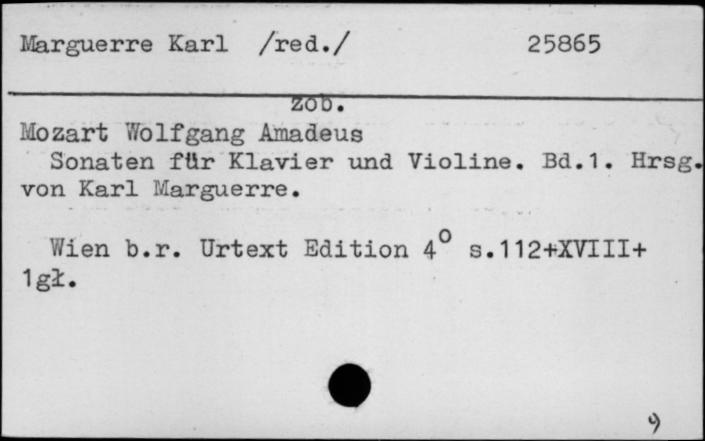 Marguerre Karl /red./ 25865
zob.
Mozart Wolfgang Amadeus
Sonaten für Klavier und Violine. Bd.1. Hrsg.
von Karl Marguerre.
Wien b.r. Urtext Edition 4° s.112+XVIII+
1gł.
9